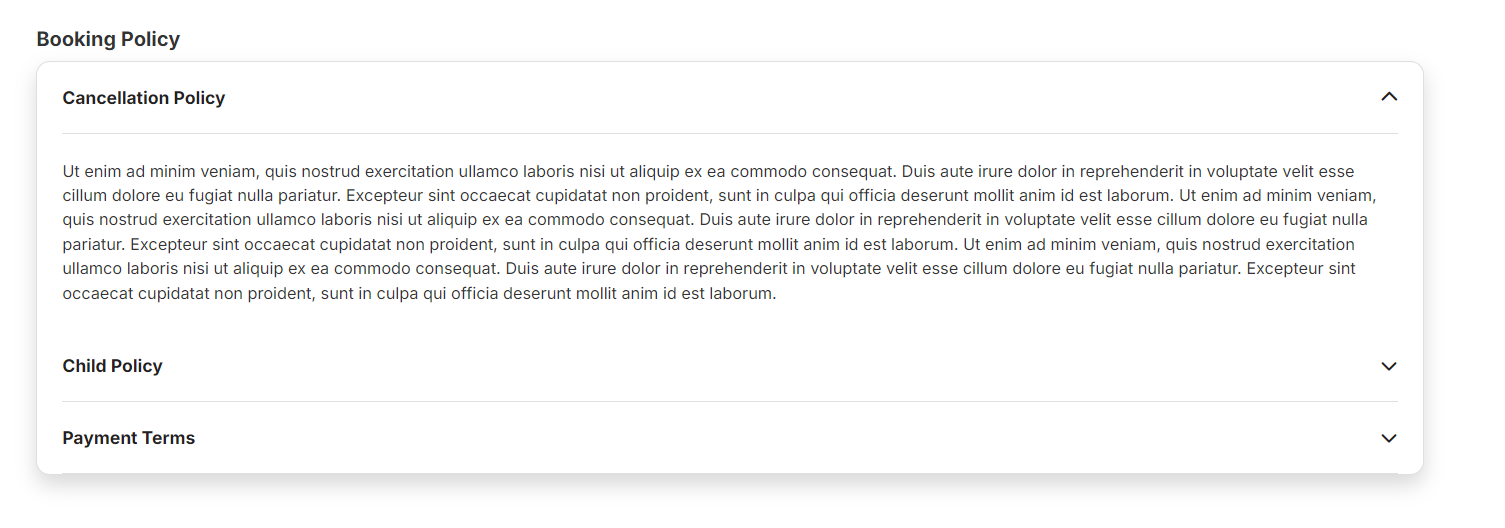 Booking Policy
Cancellation Policy
Ut enim ad minim veniam, quis nostrud exercitation ullamco laboris nisi ut aliquip ex ea commodo consequat. Duis aute irure dolor in reprehenderit in voluptate velit esse
cillum dolore eu fugiat nulla pariatur. Excepteur sint occaecat cupidatat non proident, sunt in culpa qui officia deserunt mollit anim id est laborum. Ut enim ad minim veniam,
quis nostrud exercitation ullamco laboris nisi ut aliquip ex ea commodo consequat. Duis aute irure dolor in reprehenderit in voluptate velit esse cillum dolore eu fugiat nulla
pariatur. Excepteur sint occaecat cupidatat non proident, sunt in culpa qui officia deserunt mollit anim id est laborum. Ut enim ad minim veniam, quis nostrud exercitation
ullamco laboris nisi ut aliquip ex ea commodo consequat. Duis aute irure dolor in reprehenderit in voluptate velit esse cillum dolore eu fugiat nulla pariatur. Excepteur sint
occaecat cupidatat non proident, sunt in culpa qui officia deserunt mollit anim id est laborum.
Child Policy
Payment Terms